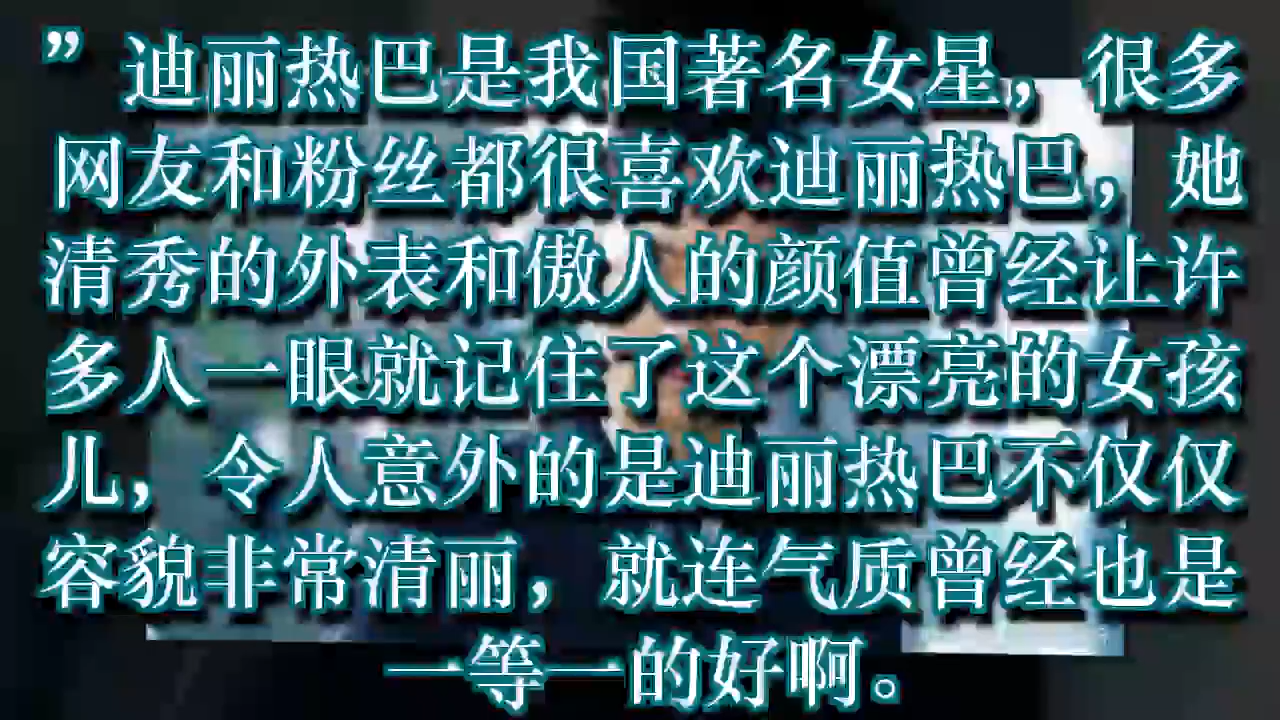 ”迪丽热巴是我国著名女星，很多
网友和粉丝都很喜欢迪丽热巴，她
清秀的外表和傲人的颜值曾经让许
多人一眼就记住了这个漂亮的女孩
儿，令人意外的是迪丽热巴不仅仅
容貌非常清丽，就连气质曾经也是
一等一的好啊。